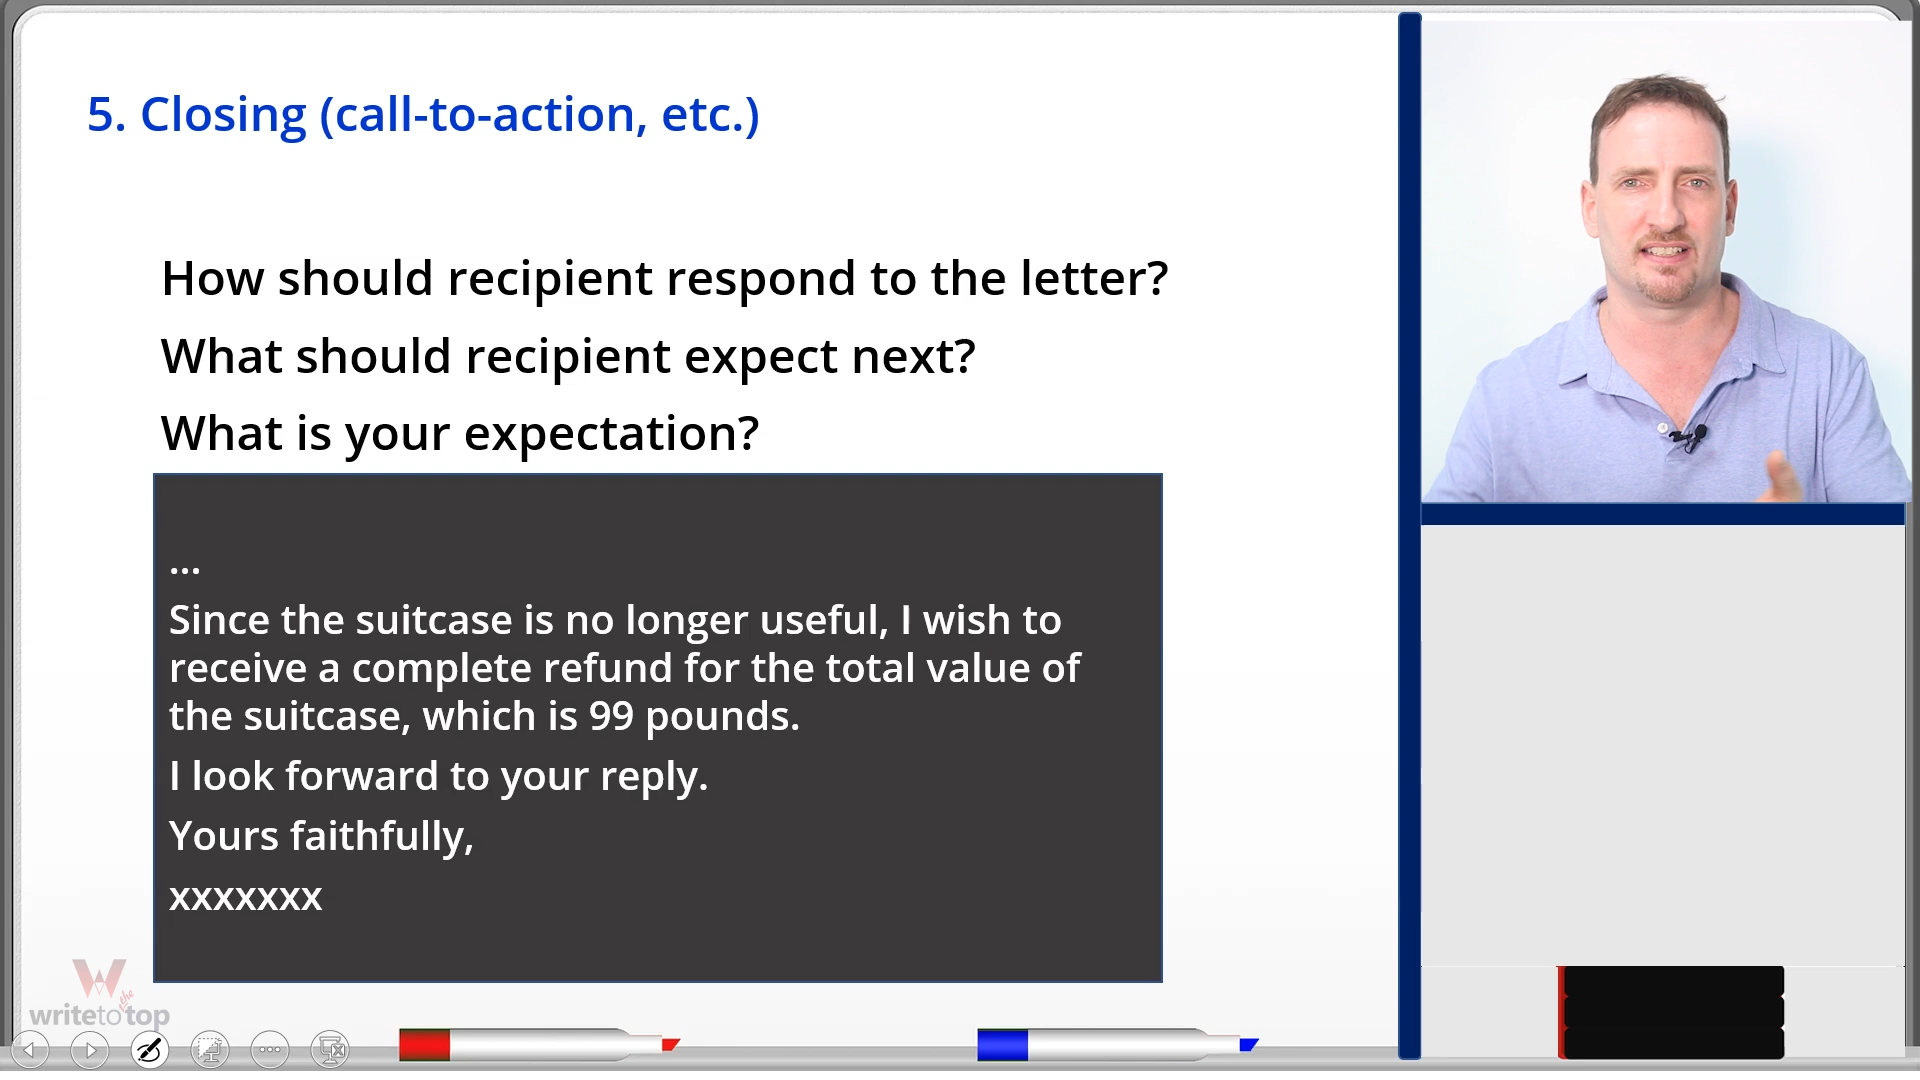 5. Closing (call-to-action, etc.)
How should recipient respond to the letter?
What should recipient expect next?
What is your expectation?
...
Since the suitcase is no longer useful, I wish to
receive a complete refund for the total value of
the suitcase, which is 99 pounds.
I look forward to your reply.
Yours faithfully,
xxxxxxx
W
the
writetotop